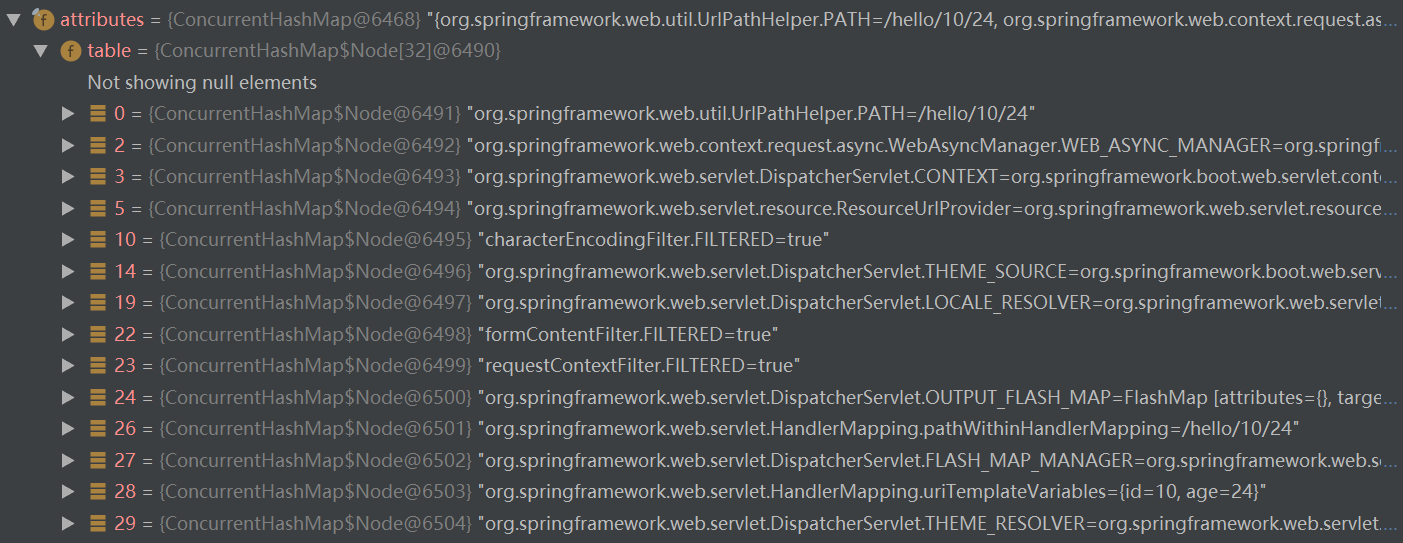 attributes = {ConcurrentHashMap@6468} "{org.springframework.web.util.UrlPathHelper.PATH=/hello/10/24, org.springframework.web.context.request.as...
table = {ConcurrentHashMap$Node[32]@6490}
Not showing null elements
0 = {ConcurrentHashMap$Node@6491} "org.springframework.web.util.UrlPathHelper.PATH=/hello/10/24"
2 = {ConcurrentHashMap$Node@6492} "org.springframework.web.context.request.async.WebAsyncManager.WEB_ASYNC_MANAGER=org.springfi...
3 = {ConcurrentHashMap$Node@6493} "org.springframework.web.servlet.DispatcherServlet.CONTEXT=org.springframework.boot.web.servlet.conte...
5 = {ConcurrentHashMap$Node@6494} "org.springframework.web.servlet.resource.ResourceUrlProvider=org.springframework.web.servlet.resource...
10 = {ConcurrentHashMap$Node@6495} "characterEncodingFilter.FILTERED=true"
14 = {ConcurrentHashMap$Node@6496} "org.springframework.web.servlet.DispatcherServlet.THEME_SOURCE=org.springframework.boot.web.serv...
19 = {ConcurrentHashMap$Node@6497} "org.springframework.web.servlet.DispatcherServlet.LOCALE_RESOLVER=org.springframework.web.servlet...
22 = {ConcurrentHashMap$Node@6498} "formContentFilter.FILTERED=true"
23 = {ConcurrentHashMap$Node@6499} "requestContextFilter.FILTERED=true"
24 = {ConcurrentHashMap$Node@6500} "org.springframework.web.servlet.DispatcherServlet.OUTPUT_FLASH_MAP=FlashMap [attributes={}, targe...
26 = {ConcurrentHashMap$Node@6501} "org.springframework.web.servlet.HandlerMapping.pathWithinHandlerMapping=/hello/10/24"
27 = {ConcurrentHashMap$Node@6502} "org.springframework.web.servlet.DispatcherServlet.FLASH_MAP_MANAGER=org.springframework.web.s...
28 = {ConcurrentHashMap$Node@6503} "org.springframework.web.servlet.HandlerMapping.uriTemplateVariables={id=10, age=24}"
29 = {ConcurrentHashMap$Node@6504} "org.springframework.web.servlet.DispatcherServlet.THEME_RESOLVER=org.springframework.web.servlet....